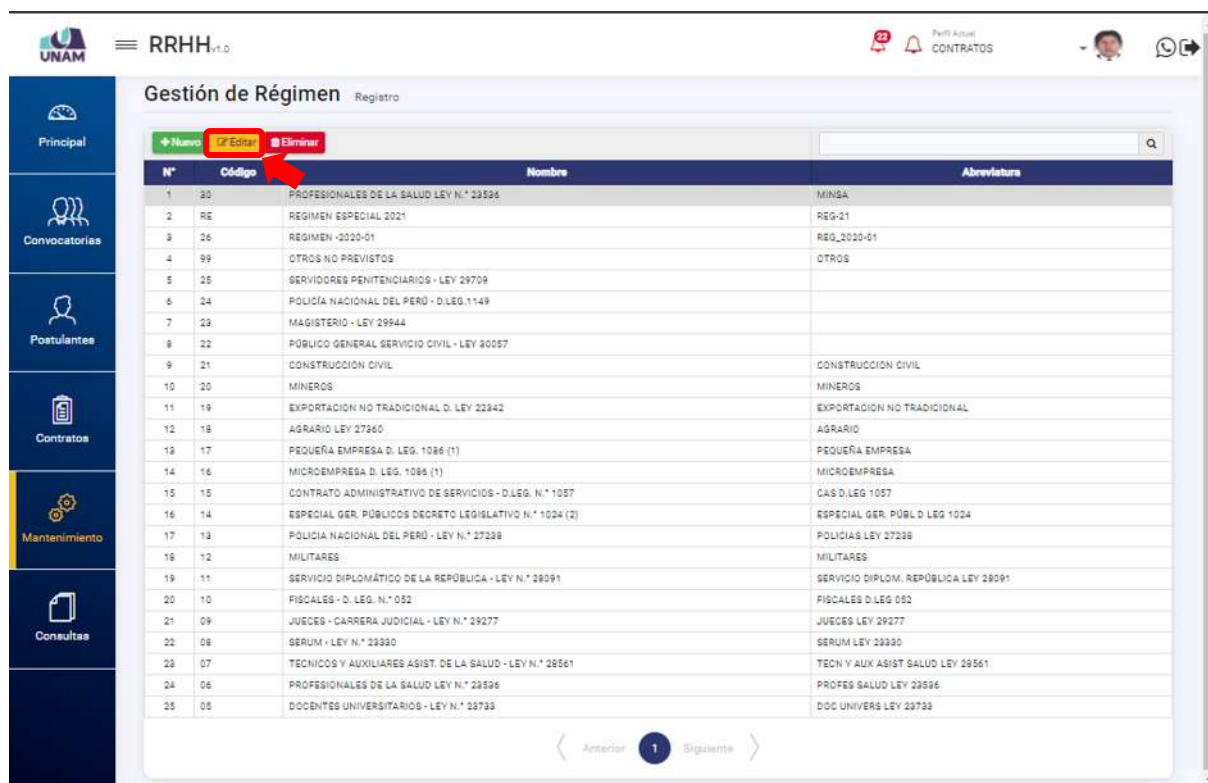 UNAM
RRHH v1.0
22
Perfil Actual
CONTRATOS
Gestión de Régimen Registro
Principal
Convocatorias
Postulantes
Contratos
Mantenimiento
Consultas
+Nuevo Editar Eliminar
N° Código Nombre Abreviatura
1 30 PROFESIONALES DE LA SALUD LEY N.° 23536 MINSA
2 RE REGIMEN ESPECIAL 2021 REG-21
3 26 REGIMEN -2020-01 REG_2020-01
4 99 OTROS NO PREVISTOS OTROS
5 25 SERVIDORES PENITENCIARIOS - LEY 29709
6 24 POLICÍA NACIONAL DEL PERÚ - D.LEG.1149
7 23 MAGISTERIO - LEY 29944
8 22 PÚBLICO GENERAL SERVICIO CIVIL - LEY 30057
9 21 CONSTRUCCION CIVIL CONSTRUCCION CIVIL
10 20 MINEROS MINEROS
11 19 EXPORTACION NO TRADICIONAL D. LEY 22342 EXPORTACION NO TRADICIONAL
12 18 AGRARIO LEY 27360 AGRARIO
13 17 PEQUEÑA EMPRESA D. LEG. 1086 (1) PEQUEÑA EMPRESA
14 16 MICROEMPRESA D. LEG. 1086 (1) MICROEMPRESA
15 15 CONTRATO ADMINISTRATIVO DE SERVICIOS - D.LEG. N.° 1057 CAS D.LEG 1057
16 14 ESPECIAL GER. PÚBLICOS DECRETO LEGISLATIVO N.° 1024 (2) ESPECIAL GER. PÚBL D LEG 1024
17 13 POLICIA NACIONAL DEL PERÚ - LEY N.° 27238 POLICÍAS LEY 27238
18 12 MILITARES MILITARES
19 11 SERVICIO DIPLOMÁTICO DE LA REPÚBLICA - LEY N.° 28091 SERVICIO DIPLOM. REPÚBLICA LEY 28091
20 10 FISCALES - D. LEG. N.° 052 FISCALES D.LEG 052
21 09 JUECES - CARRERA JUDICIAL - LEY N.° 29277 JUECES LEY 29277
22 08 SERUM - LEY N.° 23330 SERUM LEY 23330
23 07 TECNICOS Y AUXILIARES ASIST. DE LA SALUD - LEY N.° 28561 TECN Y AUX ASIST SALUD LEY 28561
24 06 PROFESIONALES DE LA SALUD LEY N.° 23536 PROFES SALUD LEY 23536
25 05 DOCENTES UNIVERSITARIOS - LEY N.° 23733 DOC UNIVERS LEY 23733
Anterior 1 Siguiente